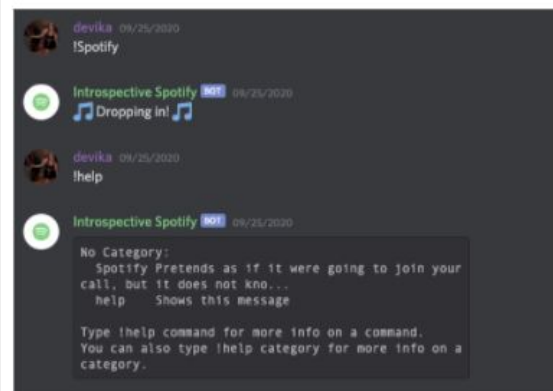 devika 09/25/2020
!Spotify
Introspective Spotify BOT 09/25/2020
🎵 Dropping in! 🎵
devika 09/25/2020
!help
Introspective Spotify BOT 09/25/2020
No Category:
  Spotify Pretends as if it were going to join your
call, but it does not kno...
  help    Shows this message
Type !help command for more info on a command.
You can also type !help category for more info on a
category.